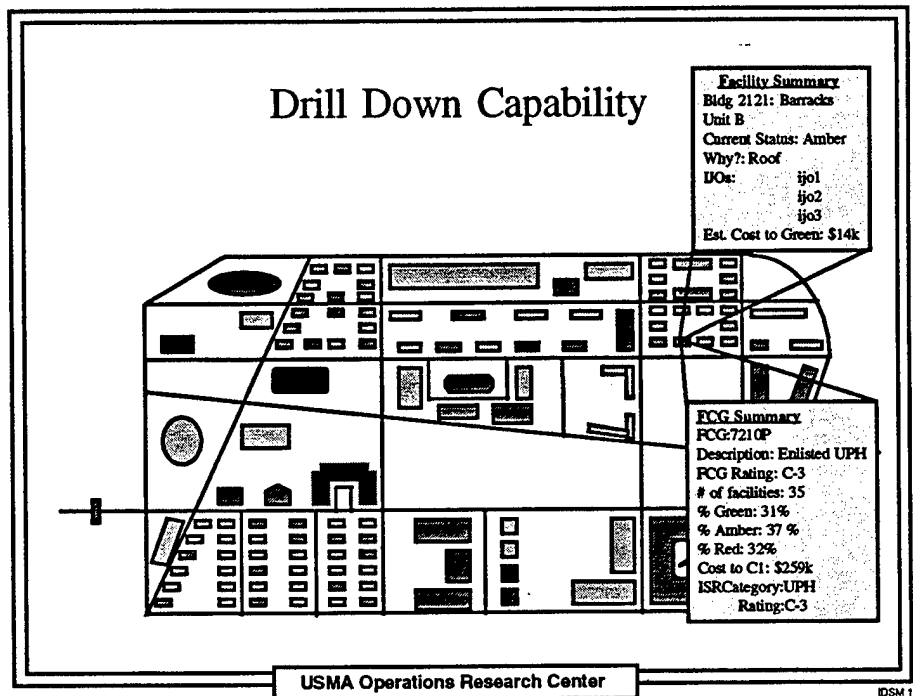 Drill Down Capability
Facility Summary
Bldg 2121: Barracks
Unit B
Current Status: Amber
Why?: Roof
IJOs: ijo1
ijo2
ijo3
Est. Cost to Green: $14k
FCG Summary
FCG:7210P
Description: Enlisted UPH
FCG Rating: C-3
# of facilities: 35
% Green: 31%
% Amber: 37 %
% Red: 32%
Cost to C1: $259k
ISRCategory:UPH
Rating:C-3
USMA Operations Research Center